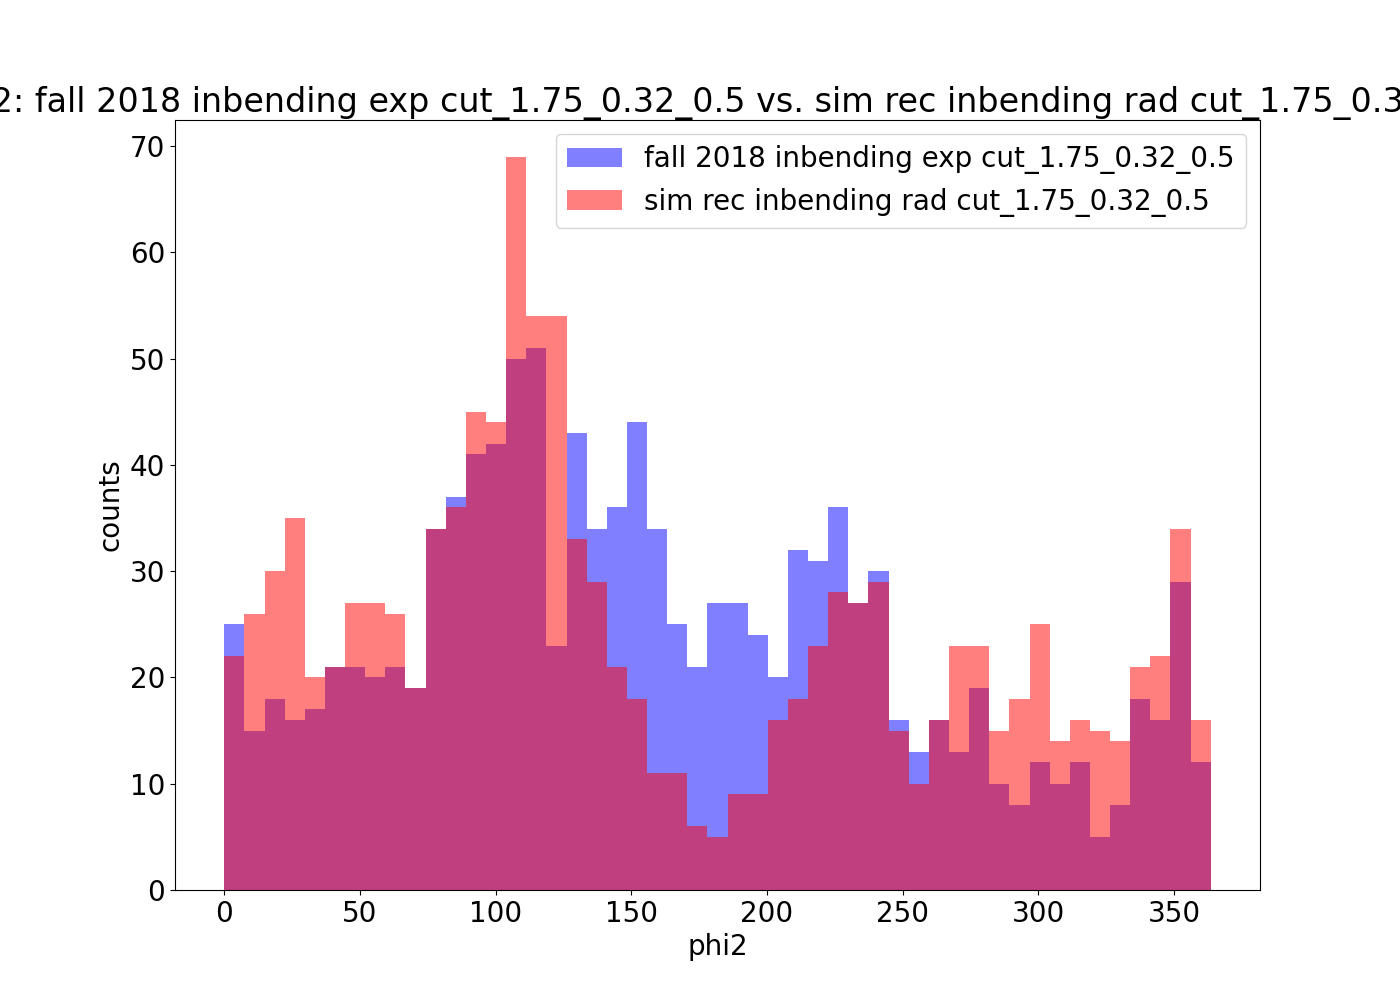 2: fall 2018 inbending exp cut_1.75_0.32_0.5 vs. sim rec inbending rad cut_1.75_0.3
fall 2018 inbending exp cut_1.75_0.32_0.5
sim rec inbending rad cut_1.75_0.32_0.5
70
60
50
40
30
20
10
0
counts
0 50 100 150 200 250 300 350
phi2